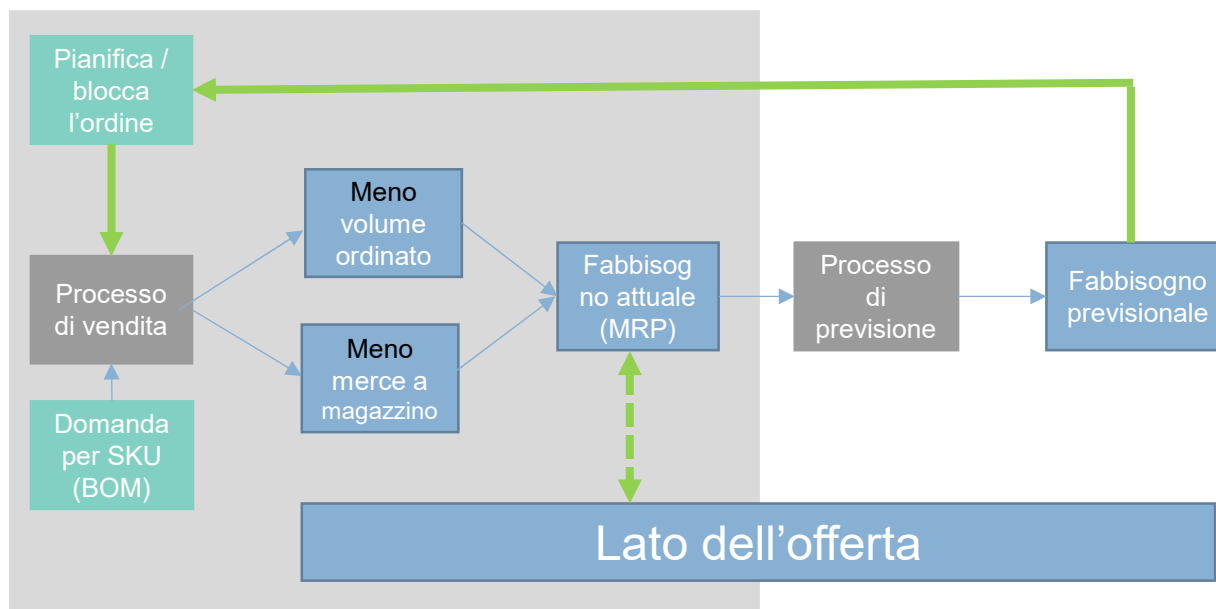 Pianifica /
blocca
l’ordine
Meno
volume
ordinato
Processo
di vendita
Fabbisog
no attuale
(MRP)
Processo
di
previsione
Fabbisogno
previsionale
Meno
merce a
magazzino
Domanda
per SKU
(BOM)
Lato dell’offerta